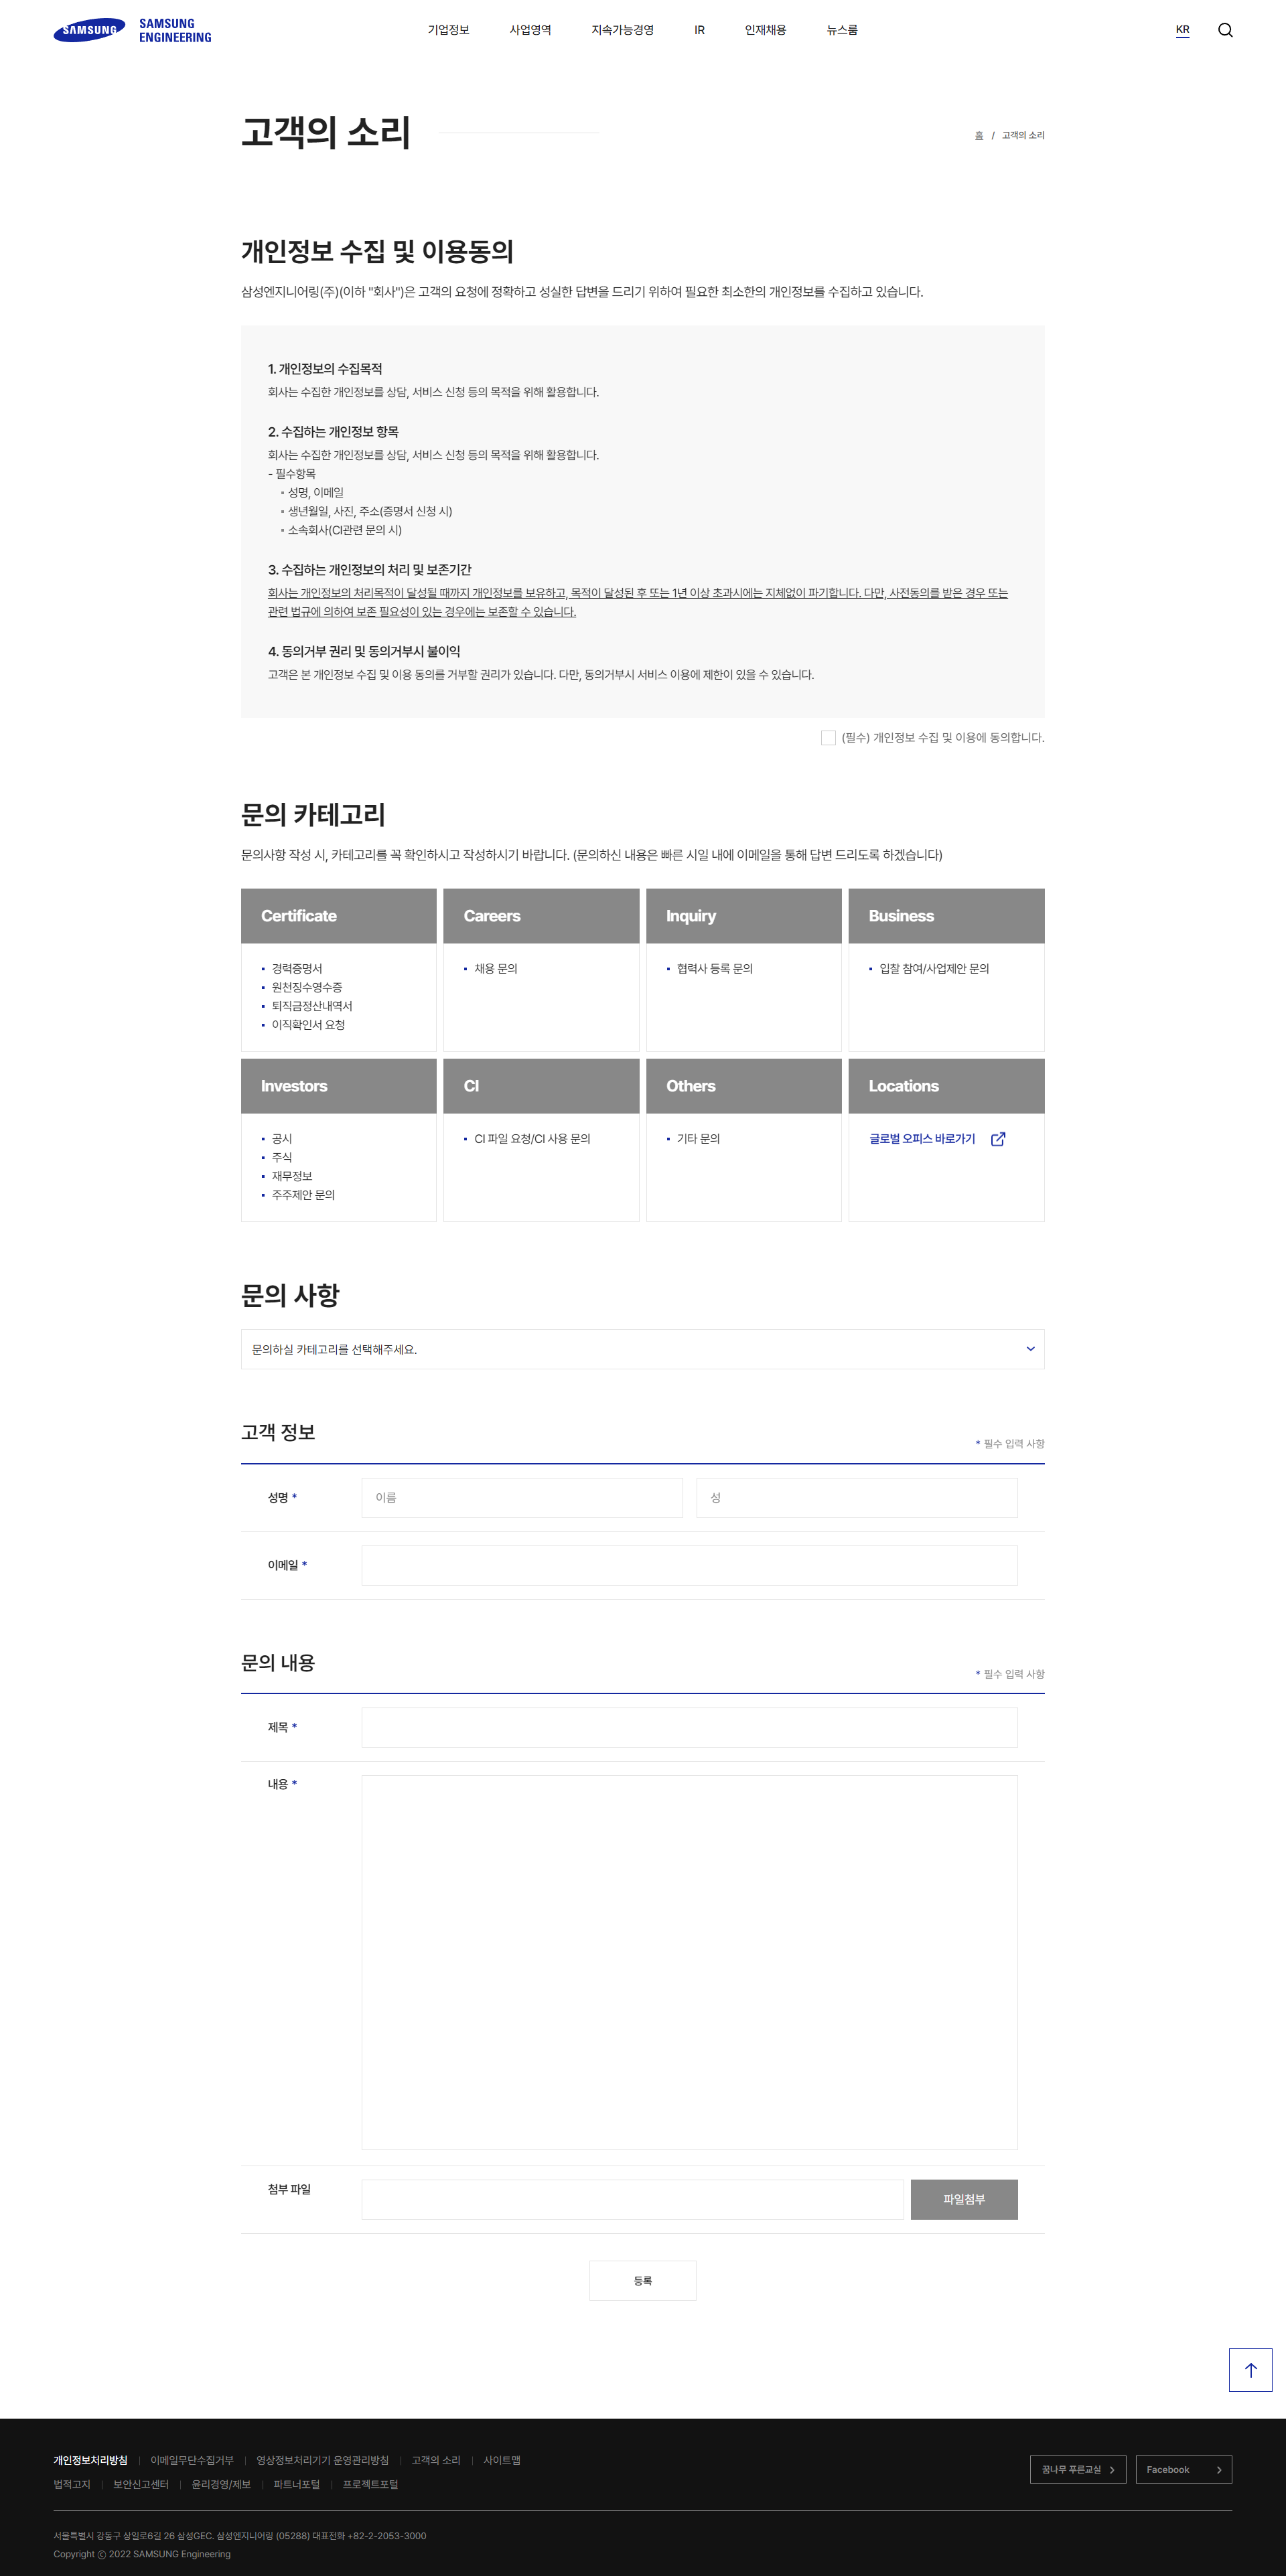 SAMSUNG
SAMSUNG
ENGINEERING
기업정보 사업영역 지속가능경영 IR 인재채용 뉴스룸
KR
고객의 소리
홈 / 고객의 소리
개인정보 수집 및 이용동의
삼성엔지니어링(주)(이하 "회사")은 고객의 요청에 정확하고 성실한 답변을 드리기 위하여 필요한 최소한의 개인정보를 수집하고 있습니다.
1. 개인정보의 수집목적
회사는 수집한 개인정보를 상담, 서비스 신청 등의 목적을 위해 활용합니다.
2. 수집하는 개인정보 항목
회사는 수집한 개인정보를 상담, 서비스 신청 등의 목적을 위해 활용합니다.
- 필수항목
▪ 성명, 이메일
▪ 생년월일, 사진, 주소(증명서 신청 시)
▪ 소속회사(CI관련 문의 시)
3. 수집하는 개인정보의 처리 및 보존기간
회사는 개인정보의 처리목적이 달성될 때까지 개인정보를 보유하고, 목적이 달성된 후 또는 1년 이상 초과시에는 지체없이 파기합니다. 다만, 사전동의를 받은 경우 또는
관련 법규에 의하여 보존 필요성이 있는 경우에는 보존할 수 있습니다.
4. 동의거부 권리 및 동의거부시 불이익
고객은 본 개인정보 수집 및 이용 동의를 거부할 권리가 있습니다. 다만, 동의거부시 서비스 이용에 제한이 있을 수 있습니다.
(필수) 개인정보 수집 및 이용에 동의합니다.
문의 카테고리
문의사항 작성 시, 카테고리를 꼭 확인하시고 작성하시기 바랍니다. (문의하신 내용은 빠른 시일 내에 이메일을 통해 답변 드리도록 하겠습니다)
Certificate
▪ 경력증명서
▪ 원천징수영수증
▪ 퇴직금정산내역서
▪ 이직확인서 요청
Careers
▪ 채용 문의
Inquiry
▪ 협력사 등록 문의
Business
▪ 입찰 참여/사업제안 문의
Investors
▪ 공시
▪ 주식
▪ 재무정보
▪ 주주제안 문의
CI
▪ CI 파일 요청/CI 사용 문의
Others
▪ 기타 문의
Locations
글로벌 오피스 바로가기
문의 사항
문의하실 카테고리를 선택해주세요.
고객 정보
* 필수 입력 사항
성명 * 이름 성
이메일 *
문의 내용
* 필수 입력 사항
제목 *
내용 *
첨부 파일 파일첨부
등록
개인정보처리방침 | 이메일무단수집거부 | 영상정보처리기기 운영관리방침 | 고객의 소리 | 사이트맵
법적고지 | 보안신고센터 | 윤리경영/제보 | 파트너포털 | 프로젝트포털
꿈나무 푸른교실 Facebook
서울특별시 강동구 상일로6길 26 삼성GEC. 삼성엔지니어링 (05288) 대표전화 +82-2-2053-3000
Copyright ⓒ 2022 SAMSUNG Engineering